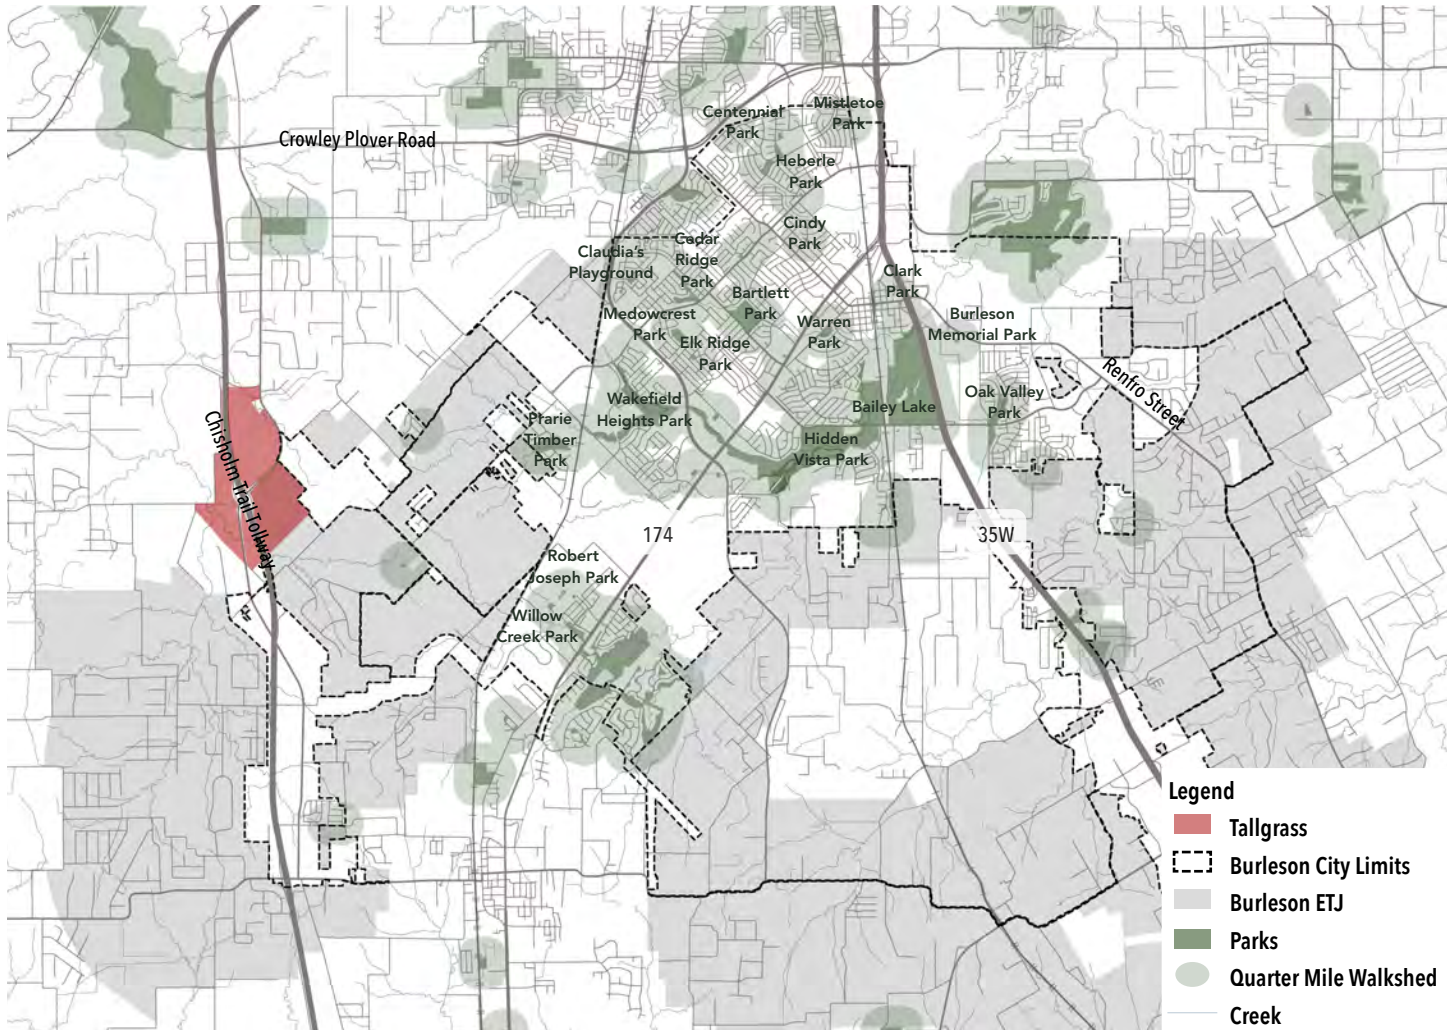 Centennial
Park
Mistletoe
Park
Crowley Plover Road
Heberle
Park
Cindy
Park
Claudia's
Playground
Cedar
Ridge
Park
Clark
Park
Bartlett
Park
Medowcrest
Park
Warren
Park
Burleson
Memorial Park
Elk Ridge
Park
Renfro Street
Wakefield
Heights Park
Bailey Lake
Oak Valley
Park
Prarie
Timber
Park
Hidden
Vista Park
Chisholm Trail Tollway
174
35W
Robert
Joseph Park
Willow
Creek Park
Legend
Tallgrass
Burleson City Limits
Burleson ETJ
Parks
Quarter Mile Walkshed
Creek